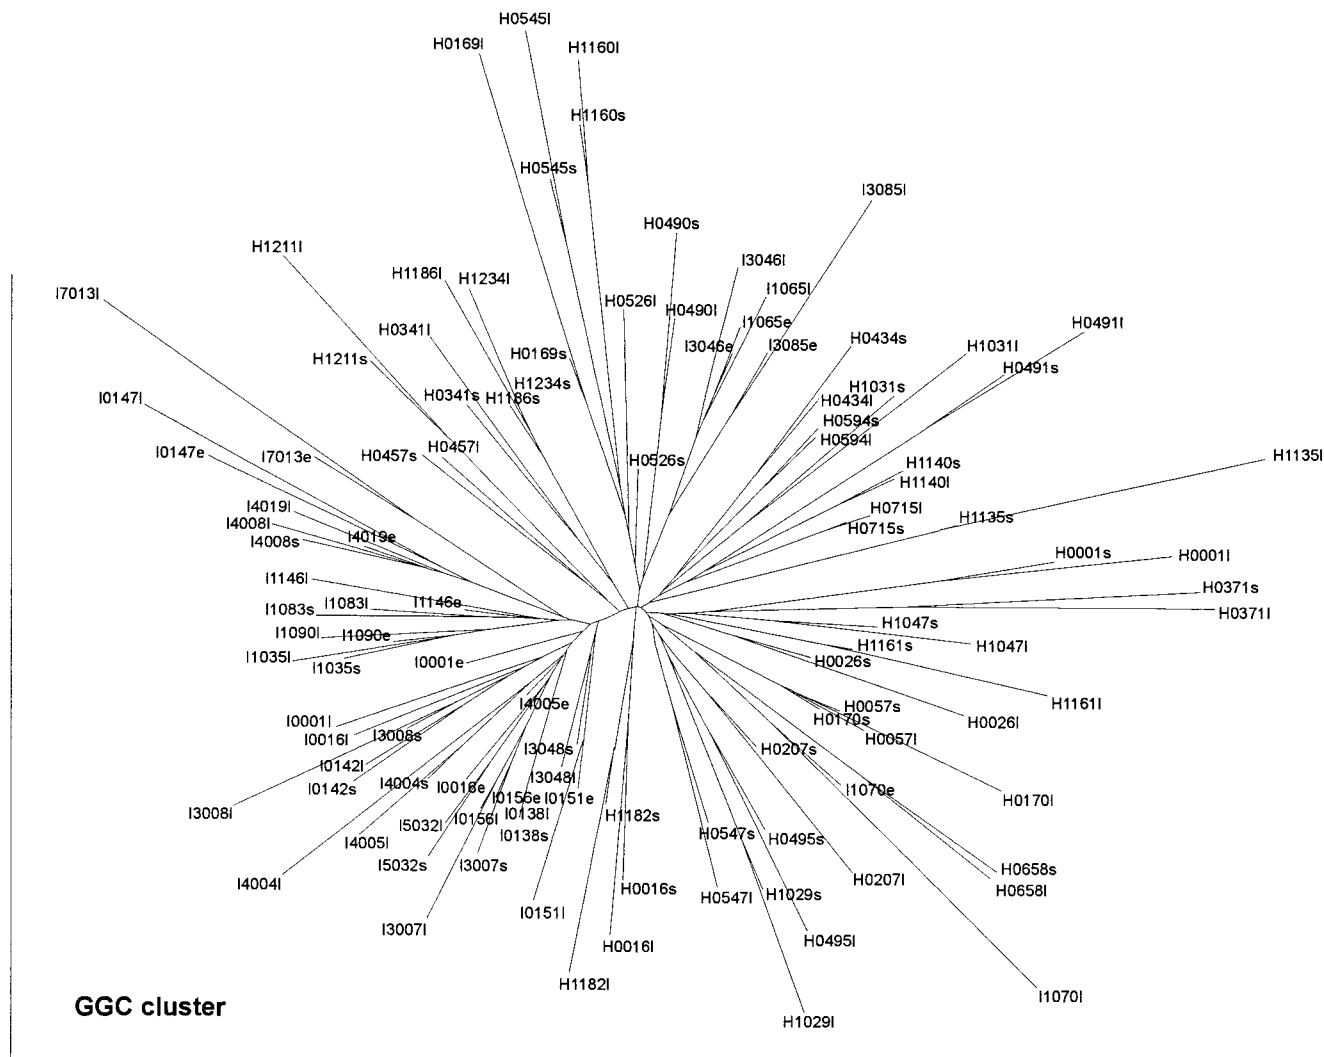 H0545l
H0169l
H1160l
H1160s
H0545s
I3085l
H0490s
H1211l
I3046l
H1186l
H1234l
I7013l
I1065l
H0526l
H0490l
I1065e
H0491l
H0341l
H0434s
I3046e
I3085e
H1031l
H0169s
H1211s
H0491s
H1234s
H1031s
H0341s
H1186s
I0147l
H0434l
H0594s
H0594l
H0457l
I0147e
I7013e
H0457s
H0526s
H1135l
H1140s
H1140l
I4019l
H0715l
H1135s
I4008l
H0715s
I4008s
I4019e
H0001s
H0001l
I1146l
H0371s
I1083s
I1083l
I1146e
H0371l
H1047s
I1090l
I1090e
H1161s
H1047l
I1035l
I1035s
I0001e
H0026s
I4005e
H0057s
H1161l
I0001l
H0170s
H0026l
I0016l
I3008s
H0057l
I3048s
H0207s
I0142l
I3048l
I0142s
I4004s
I0016e
I1070e
I0156e
I0151e
H0170l
I3008l
I0156l
I0138l
H1182s
I5032l
I0138s
H0547s
H0495s
I4005l
I5032s
I3007s
H0658s
I4004l
H0207l
H0016s
H0658l
H0547l
H1029s
I0151l
I3007l
H0495l
H0016l
H1182l
I1070l
GGC cluster
H1029l